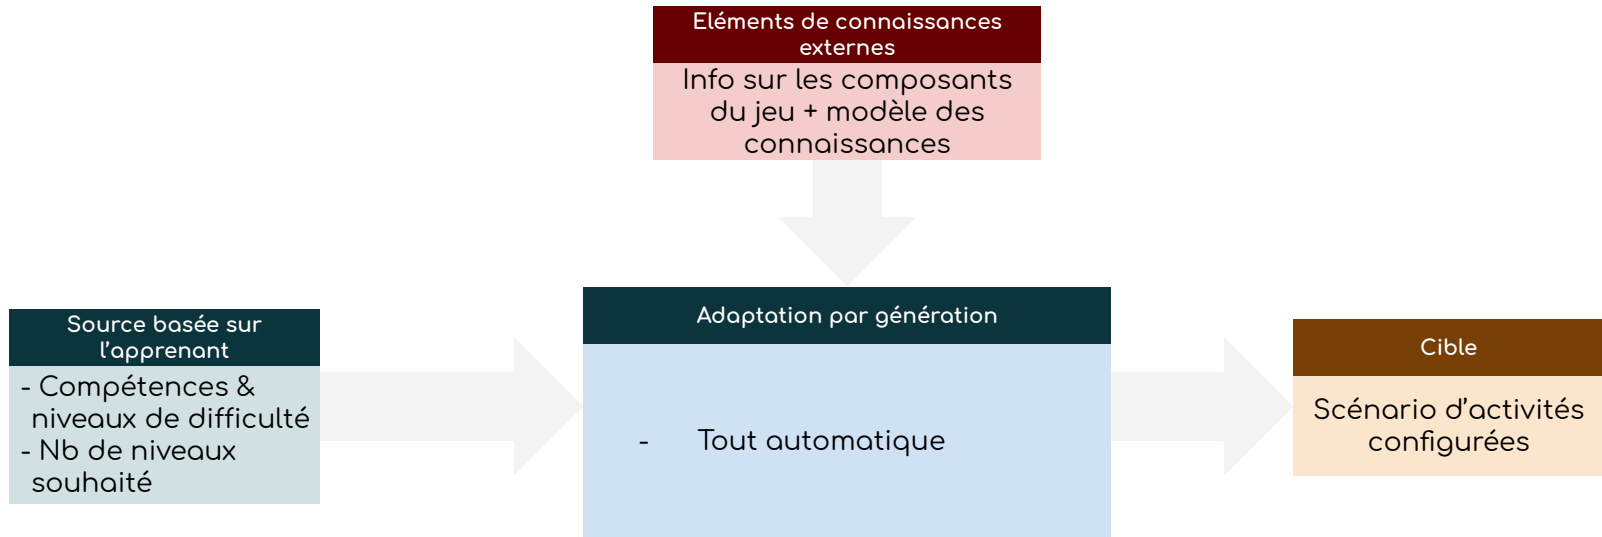 Eléments de connaissances
externes
Info sur les composants
du jeu + modèle des
connaissances
Source basée sur
l’apprenant
- Compétences &
niveaux de difficulté
- Nb de niveaux
souhaité
Adaptation par génération
- Tout automatique
Cible
Scénario d’activités
configurées